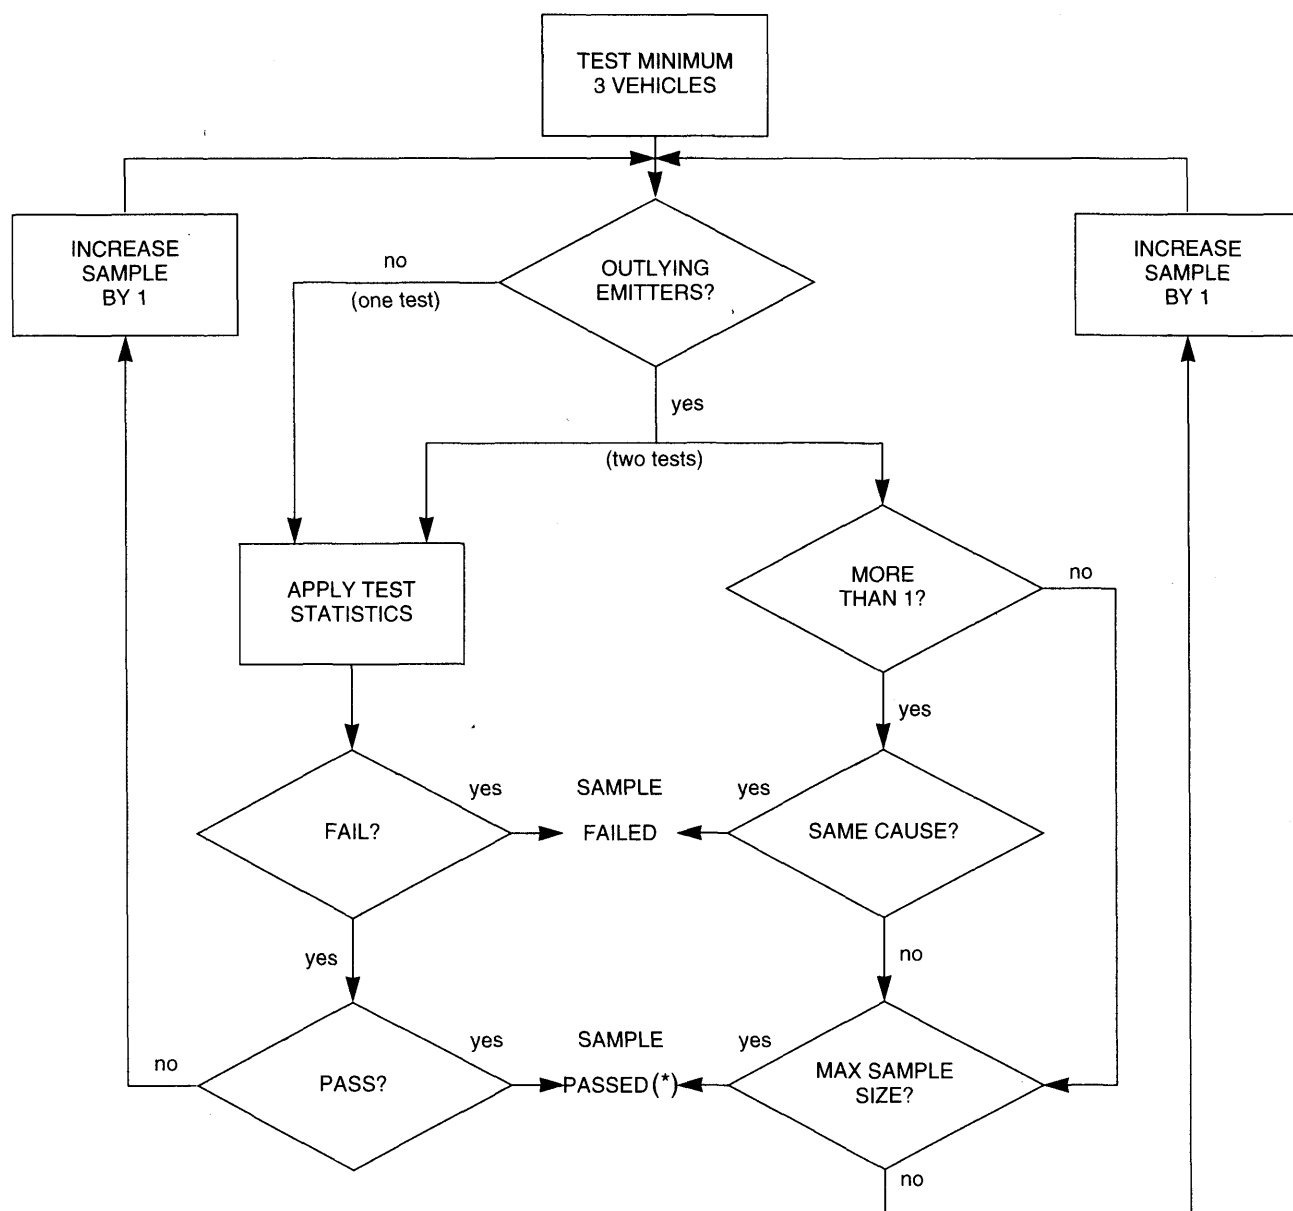 TEST MINIMUM
3 VEHICLES
INCREASE
SAMPLE
BY 1
no
(one test)
OUTLYING
EMITTERS?
INCREASE
SAMPLE
BY 1
yes
(two tests)
APPLY TEST
STATISTICS
MORE
THAN 1?
no
yes
FAIL?
yes
SAMPLE
FAILED
yes
SAME CAUSE?
yes
no
no
PASS?
yes
SAMPLE
PASSED (*)
yes
MAX SAMPLE
SIZE?
no